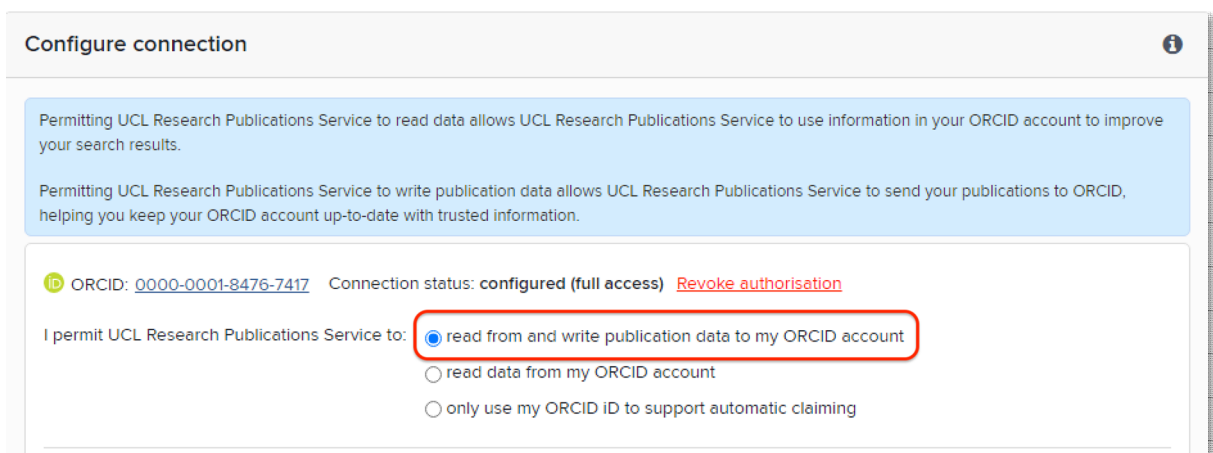 Configure connection
Permitting UCL Research Publications Service to read data allows UCL Research Publications Service to use information in your ORCID account to improve
your search results.
Permitting UCL Research Publications Service to write publication data allows UCL Research Publications Service to send your publications to ORCID,
helping you keep your ORCID account up-to-date with trusted information.
iD ORCID: 0000-0001-8476-7417 Connection status: configured (full access) Revoke authorisation
I permit UCL Research Publications Service to: read from and write publication data to my ORCID account
read data from my ORCID account
only use my ORCID iD to support automatic claiming